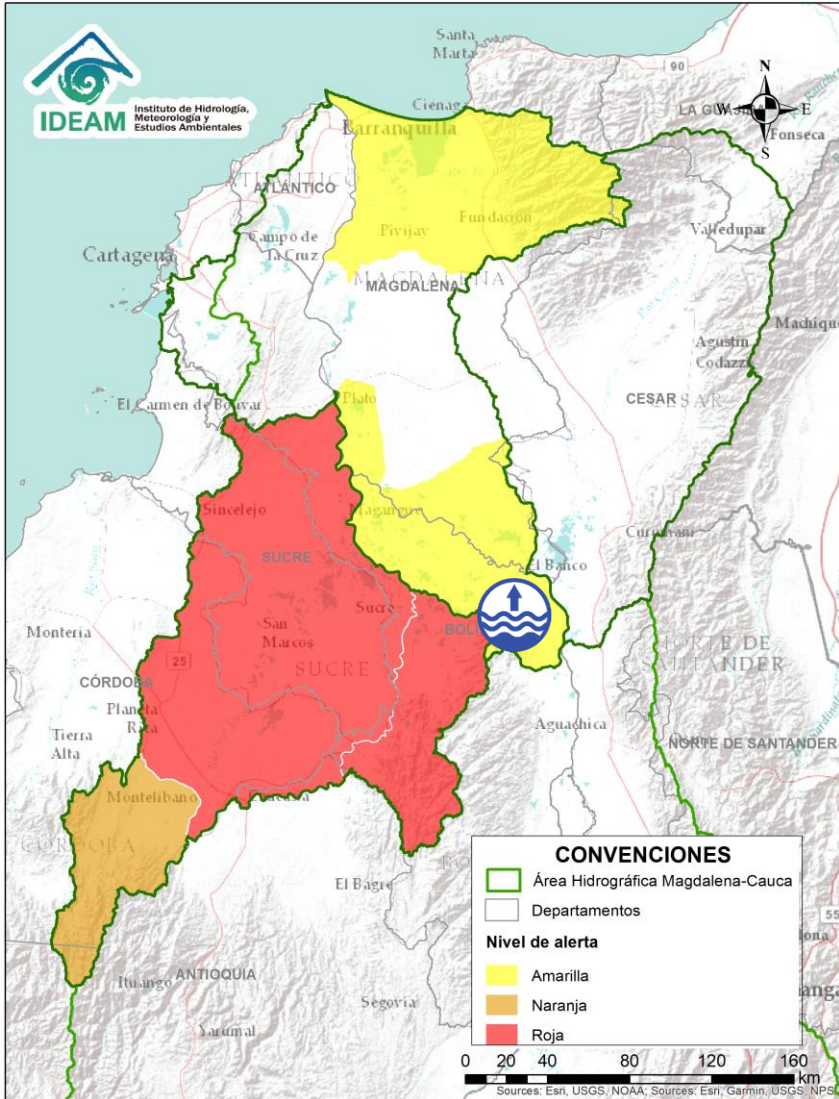 IDEAM
Instituto de Hidrología,
Meteorología y
Estudios Ambientales
Santa
Marta
90
N
W
E
S
Ciénaga
Fonseca
Barranquilla
ATLÁNTICO
Fundación
Campo de
la Cruz
Pivijay
Valledupar
Cartagena
MAGDALENA
MAGDALENA
Agustín
Codazzi
El Carmen de Bolívar
Plato
CESAR
CESAR
Sincelejo
Magangué
SUCRE
El Banco
Sucre
Montería
San
Marcos
SUCRE
25
CÓRDOBA
NORTE DE
SANTANDER
Planeta
Rica
Tierra
Alta
Aguachica
NORTE DE SANTANDER
Montelíbano
CÓRDOBA
El Bagre
Ituango
ANTIOQUIA
Segovia
Yarumal
55
CONVENCIONES
Área Hidrográfica Magdalena-Cauca
Departamentos
Nivel de alerta
Amarilla
Naranja
Roja
0 20 40 80 120 160
km
Sources: Esri, USGS, NOAA; Sources: Esri, Garmin, USGS, NPS